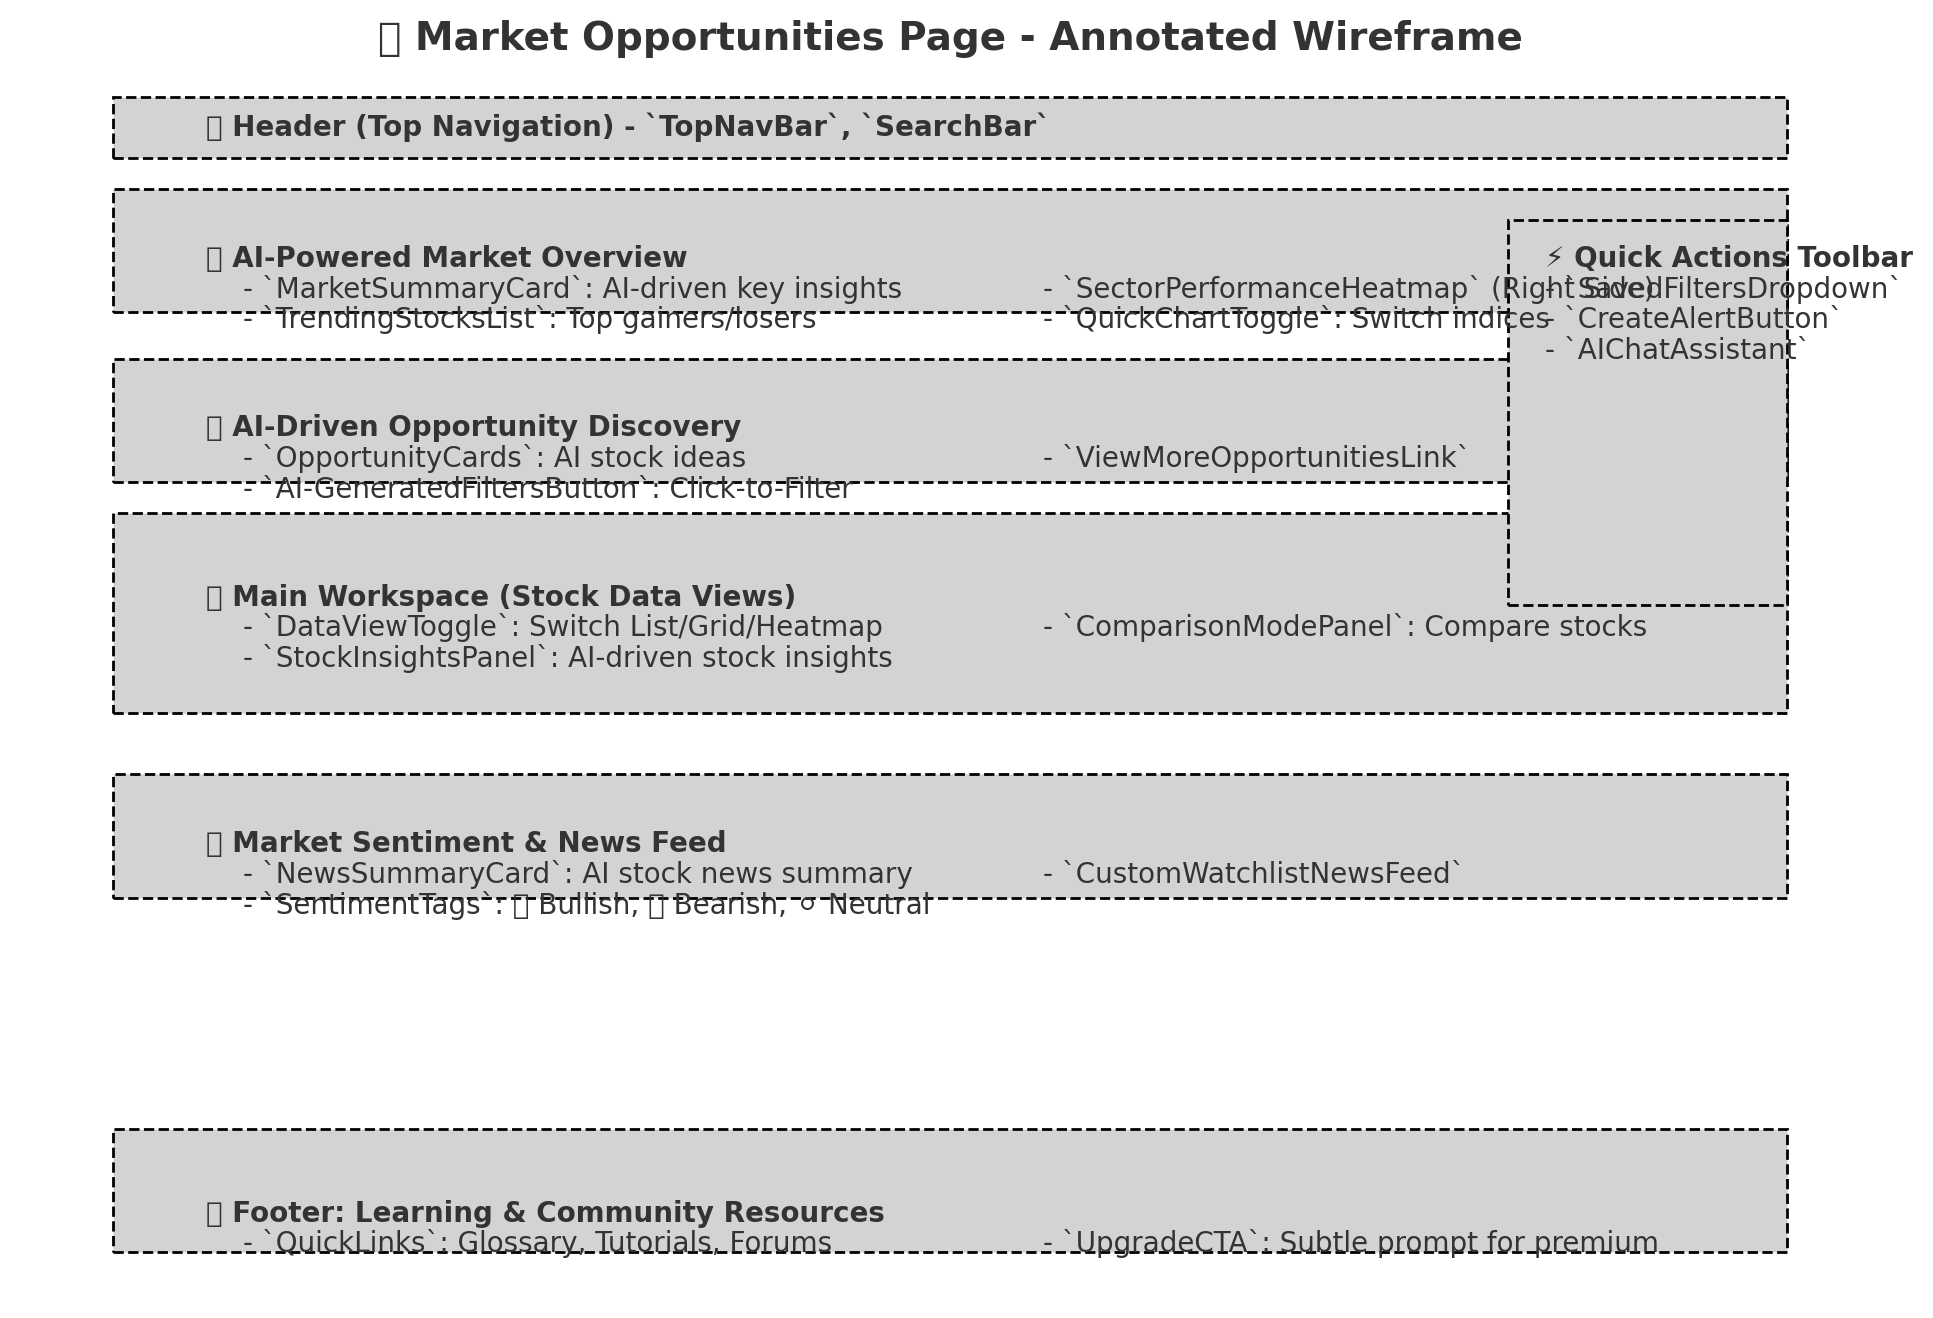 ▯ Market Opportunities Page - Annotated Wireframe
▯ Header (Top Navigation) - `TopNavBar`, `SearchBar`
▯ AI-Powered Market Overview
- `MarketSummaryCard`: AI-driven key insights
- `TrendingStocksList`: Top gainers/losers
- `SectorPerformanceHeatmap` (Right Side)
- `QuickChartToggle`: Switch indices
⚡ Quick Actions Toolbar
- `SavedFiltersDropdown`
- `CreateAlertButton`
- `AIChatAssistant`
▯ AI-Driven Opportunity Discovery
- `OpportunityCards`: AI stock ideas
- `AI-GeneratedFiltersButton`: Click-to-Filter
- `ViewMoreOpportunitiesLink`
▯ Main Workspace (Stock Data Views)
- `DataViewToggle`: Switch List/Grid/Heatmap
- `StockInsightsPanel`: AI-driven stock insights
- `ComparisonModePanel`: Compare stocks
▯ Market Sentiment & News Feed
- `NewsSummaryCard`: AI stock news summary
- `SentimentTags`: ▯ Bullish, ▯ Bearish, ⚪ Neutral
- `CustomWatchlistNewsFeed`
▯ Footer: Learning & Community Resources
- `QuickLinks`: Glossary, Tutorials, Forums
- `UpgradeCTA`: Subtle prompt for premium